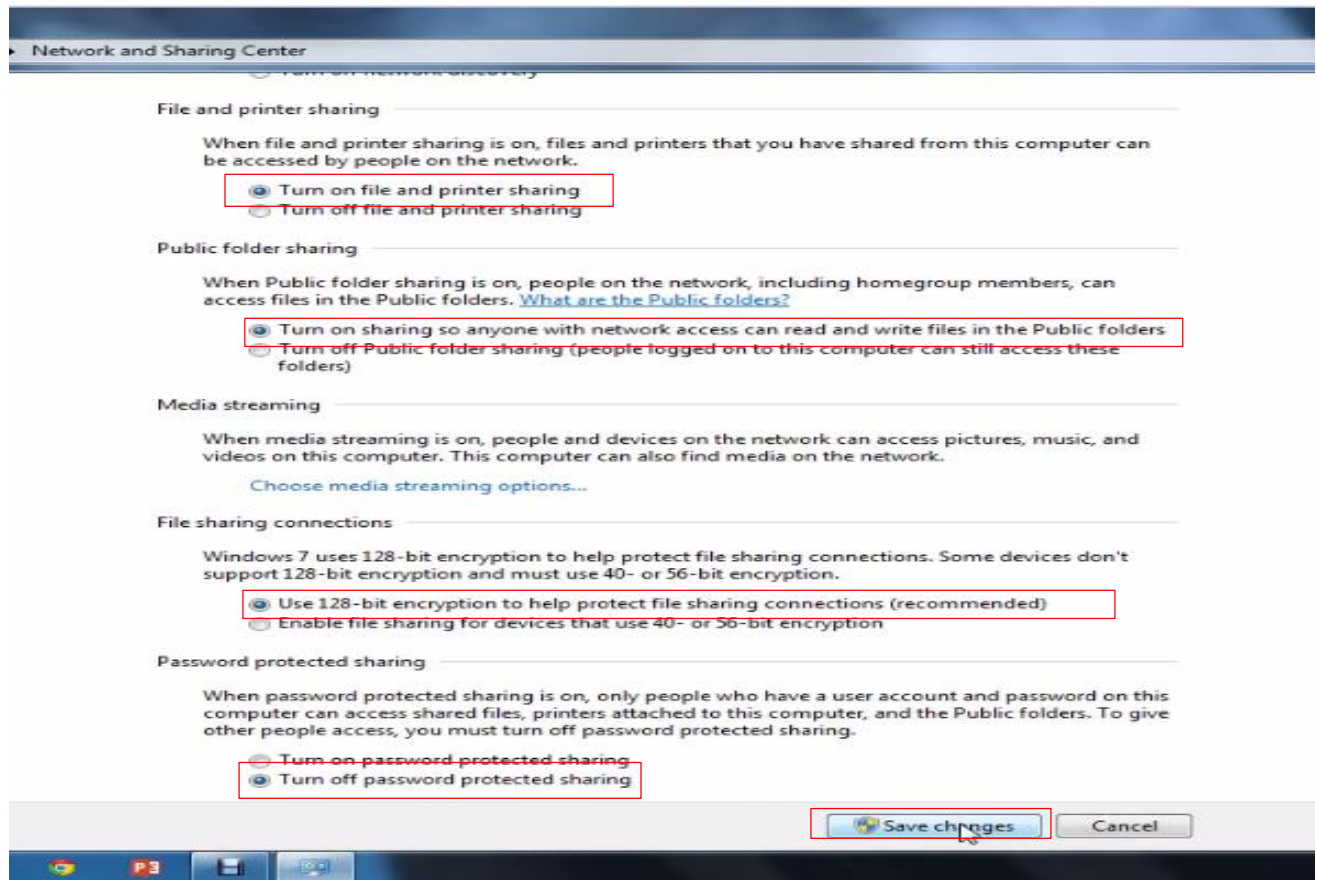 Network and Sharing Center
Turn off network discovery
File and printer sharing
When file and printer sharing is on, files and printers that you have shared from this computer can
be accessed by people on the network.
Turn on file and printer sharing
Turn off file and printer sharing
Public folder sharing
When Public folder sharing is on, people on the network, including homegroup members, can
access files in the Public folders. What are the Public folders?
Turn on sharing so anyone with network access can read and write files in the Public folders
Turn off Public folder sharing (people logged on to this computer can still access these
folders)
Media streaming
When media streaming is on, people and devices on the network can access pictures, music, and
videos on this computer. This computer can also find media on the network.
Choose media streaming options...
File sharing connections
Windows 7 uses 128-bit encryption to help protect file sharing connections. Some devices don't
support 128-bit encryption and must use 40- or 56-bit encryption.
Use 128-bit encryption to help protect file sharing connections (recommended)
Enable file sharing for devices that use 40- or 56-bit encryption
Password protected sharing
When password protected sharing is on, only people who have a user account and password on this
computer can access shared files, printers attached to this computer, and the Public folders. To give
other people access, you must turn off password protected sharing.
Turn on password protected sharing
Turn off password protected sharing
Save changes
Cancel